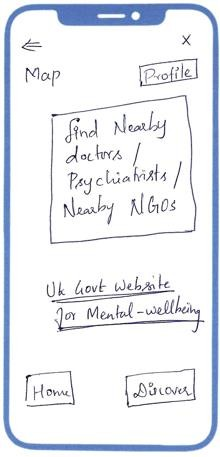 ← x
Map Profile
find Nearby
doctors /
Psychiatrists /
Nearby NGOs
Uk Govt Website
for Mental-wellbeing
Home Discover